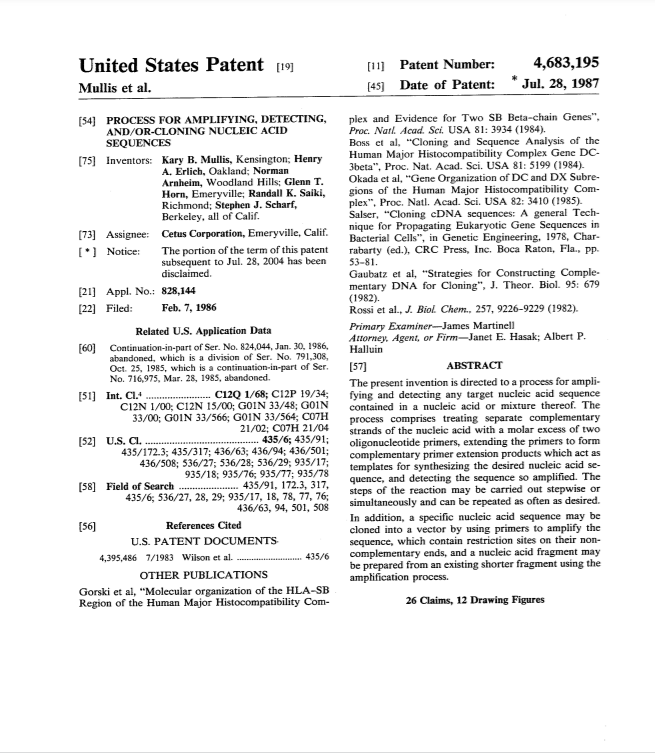 United States Patent [19]
Mullis et al.
[11] Patent Number: 4,683,195
[45] Date of Patent: * Jul. 28, 1987
[54] PROCESS FOR AMPLIFYING, DETECTING,
AND/OR-CLONING NUCLEIC ACID
SEQUENCES
[75] Inventors: Kary B. Mullis, Kensington; Henry
A. Erlich, Oakland; Norman
Arnheim, Woodland Hills; Glenn T.
Horn, Emeryville; Randall K. Saiki,
Richmond; Stephen J. Scharf,
Berkeley, all of Calif.
[73] Assignee: Cetus Corporation, Emeryville, Calif.
[ * ] Notice: The portion of the term of this patent
subsequent to Jul. 28, 2004 has been
disclaimed.
[21] Appl. No.: 828,144
[22] Filed: Feb. 7, 1986
Related U.S. Application Data
[60] Continuation-in-part of Ser. No. 824,044, Jan. 30, 1986,
abandoned, which is a division of Ser. No. 791,308,
Oct. 25, 1985, which is a continuation-in-part of Ser.
No. 716,975, Mar. 28, 1985, abandoned.
[51] Int. Cl.⁴ ...................... C12Q 1/68; C12P 19/34;
C12N 1/00; C12N 15/00; G01N 33/48; G01N
33/00; G01N 33/566; G01N 33/564; C07H
21/02; C07H 21/04
[52] U.S. Cl. ...................................... 435/6; 435/91;
435/172.3; 435/317; 436/63; 436/94; 436/501;
436/508; 536/27; 536/28; 536/29; 935/17;
935/18; 935/76; 935/77; 935/78
[58] Field of Search .................... 435/91, 172.3, 317,
435/6; 536/27, 28, 29; 935/17, 18, 78, 77, 76;
436/63, 94, 501, 508
[56] References Cited
U.S. PATENT DOCUMENTS
4,395,486 7/1983 Wilson et al. .......................... 435/6
OTHER PUBLICATIONS
Gorski et al, "Molecular organization of the HLA-SB
Region of the Human Major Histocompatibility Com-
plex and Evidence for Two SB Beta-chain Genes",
Proc. Natl. Acad. Sci. USA 81: 3934 (1984).
Boss et al, "Cloning and Sequence Analysis of the
Human Major Histocompatibility Complex Gene DC-
3beta", Proc. Nat. Acad. Sci. USA 81: 5199 (1984).
Okada et al, "Gene Organization of DC and DX Subre-
gions of the Human Major Histocompatibility Com-
plex", Proc. Natl. Acad. Sci. USA 82: 3410 (1985).
Salser, "Cloning cDNA sequences: A general Tech-
nique for Propagating Eukaryotic Gene Sequences in
Bacterial Cells", in Genetic Engineering, 1978, Char-
rabarty (ed.), CRC Press, Inc. Boca Raton, Fla., pp.
53-81.
Gaubatz et al, "Strategies for Constructing Comple-
mentary DNA for Cloning", J. Theor. Biol. 95: 679
(1982).
Rossi et al., J. Biol. Chem., 257, 9226-9229 (1982).
Primary Examiner—James Martinell
Attorney, Agent, or Firm—Janet E. Hasak; Albert P.
Halluin
[57] ABSTRACT
The present invention is directed to a process for ampli-
fying and detecting any target nucleic acid sequence
contained in a nucleic acid or mixture thereof. The
process comprises treating separate complementary
strands of the nucleic acid with a molar excess of two
oligonucleotide primers, extending the primers to form
complementary primer extension products which act as
templates for synthesizing the desired nucleic acid se-
quence, and detecting the sequence so amplified. The
steps of the reaction may be carried out stepwise or
simultaneously and can be repeated as often as desired.
In addition, a specific nucleic acid sequence may be
cloned into a vector by using primers to amplify the
sequence, which contain restriction sites on their non-
complementary ends, and a nucleic acid fragment may
be prepared from an existing shorter fragment using the
amplification process.
26 Claims, 12 Drawing Figures